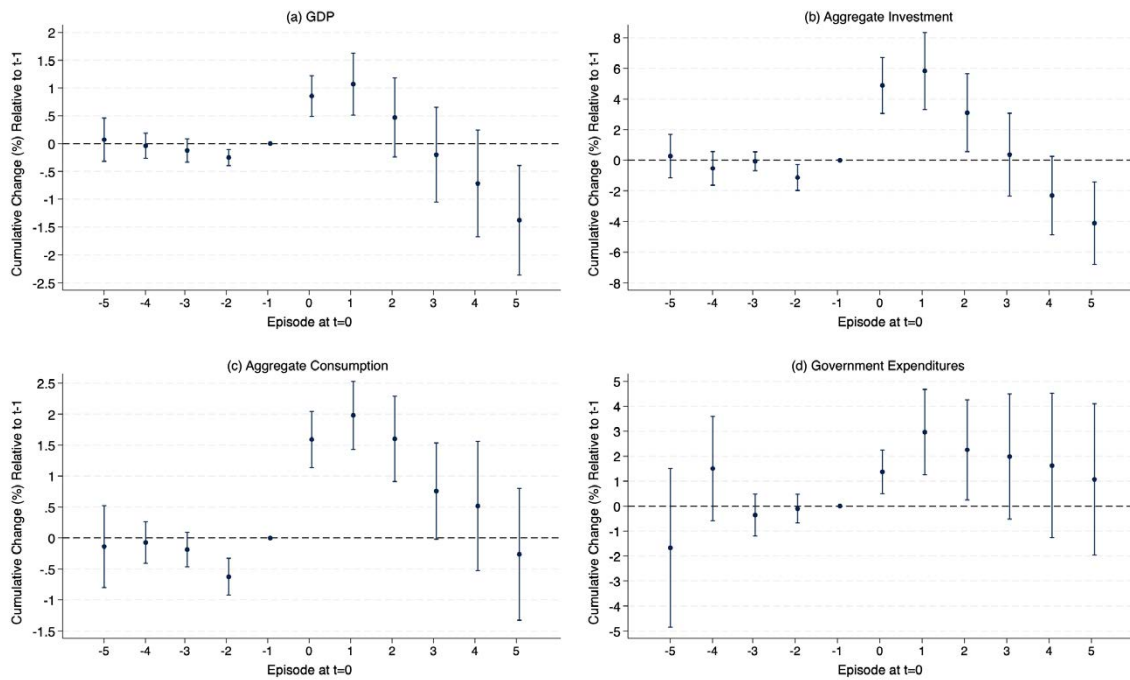 (a) GDP
Cumulative Change (%) Relative to t-1
2
1.5
1
.5
0
-.5
-1
-1.5
-2
-2.5
-5 -4 -3 -2 -1 0 1 2 3 4 5
Episode at t=0
(b) Aggregate Investment
Cumulative Change (%) Relative to t-1
8
6
4
2
0
-2
-4
-6
-8
-5 -4 -3 -2 -1 0 1 2 3 4 5
Episode at t=0
(c) Aggregate Consumption
Cumulative Change (%) Relative to t-1
2.5
2
1.5
1
.5
0
-.5
-1
-1.5
-5 -4 -3 -2 -1 0 1 2 3 4 5
Episode at t=0
(d) Government Expenditures
Cumulative Change (%) Relative to t-1
5
4
3
2
1
0
-1
-2
-3
-4
-5
-5 -4 -3 -2 -1 0 1 2 3 4 5
Episode at t=0